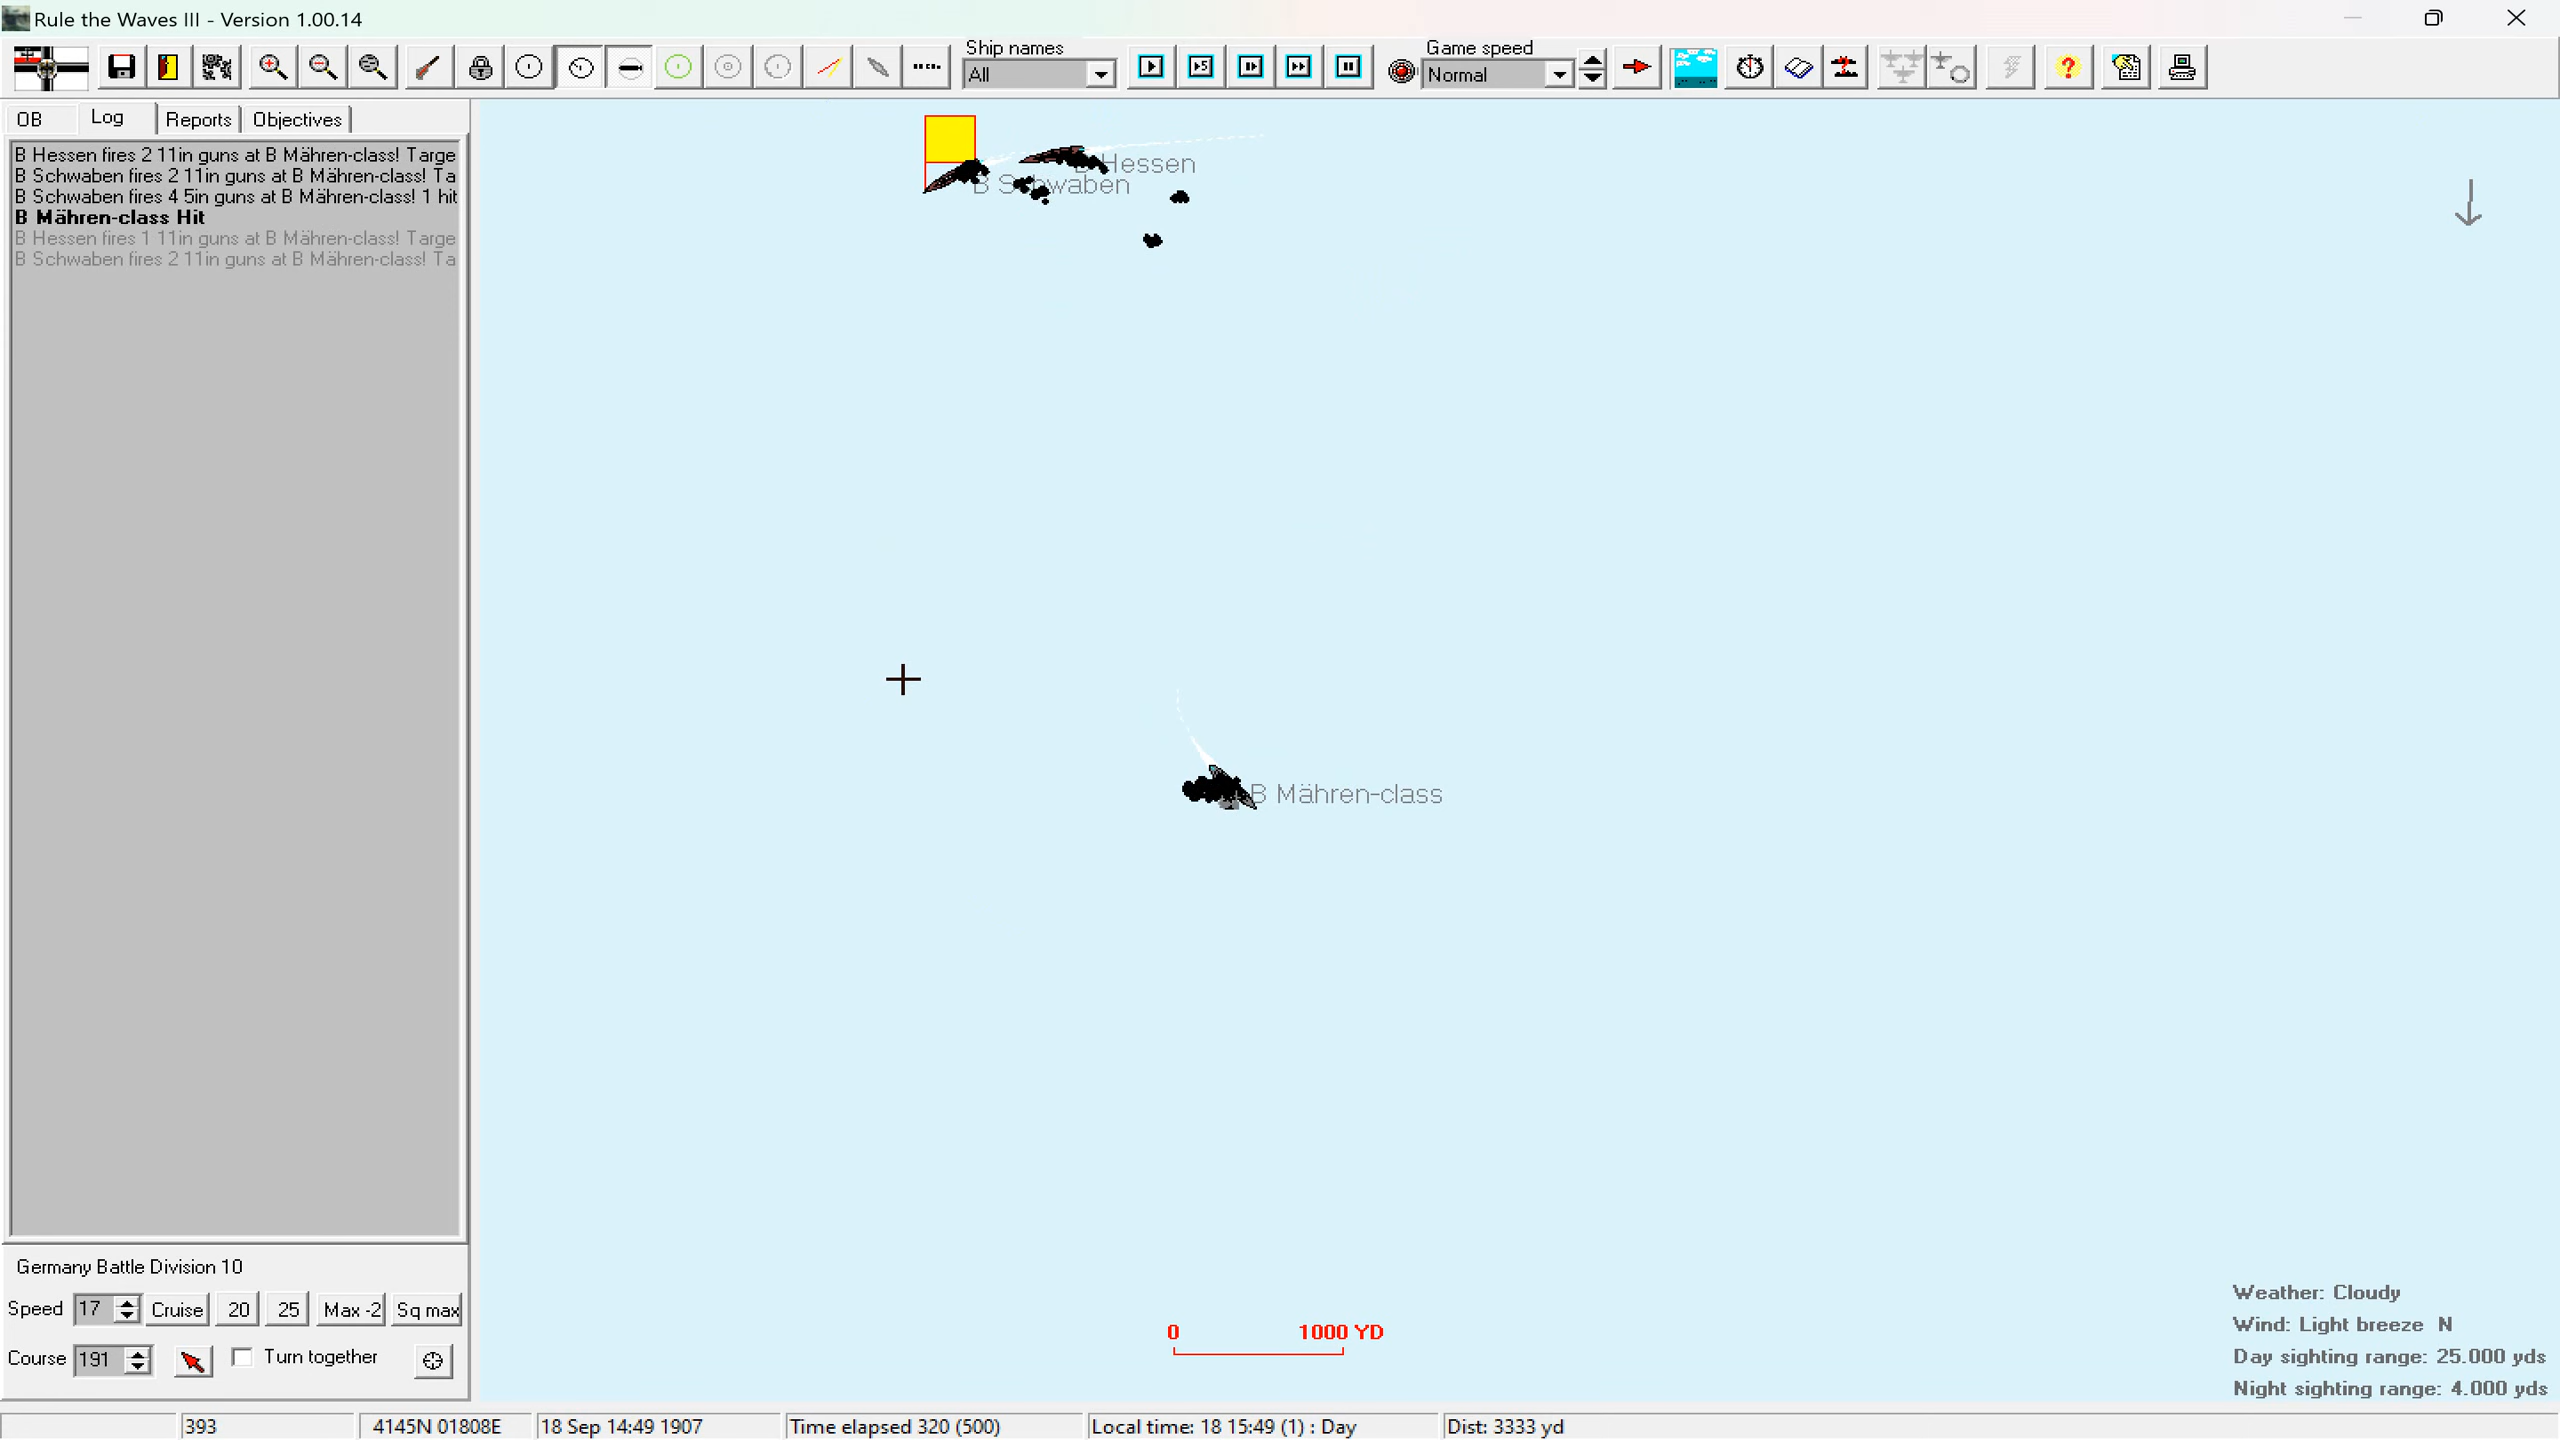 Rule the Waves III - Version 1.00.14
Ship names
All
Game speed
Normal
OB
Log
Reports
Objectives
B Hessen fires 2 11in guns at B Mähren-class! Targe
B Schwaben fires 2 11in guns at B Mähren-class! Ta
B Schwaben fires 4 5in guns at B Mähren-class! 1 hit
B Mähren-class Hit
B Hessen fires 1 11in guns at B Mähren-class! Targe
B Schwaben fires 2 11in guns at B Mähren-class! Ta
B Hessen
B Schwaben
B Mähren-class
0 1000 YD
Weather: Cloudy
Wind: Light breeze N
Day sighting range: 25.000 yds
Night sighting range: 4.000 yds
Germany Battle Division 10
Speed 17 Cruise 20 25 Max -2 Sq max
Course 191 Turn together
393 4145N 01808E 18 Sep 14:49 1907 Time elapsed 320 (500) Local time: 18 15:49 (1) : Day Dist: 3333 yd